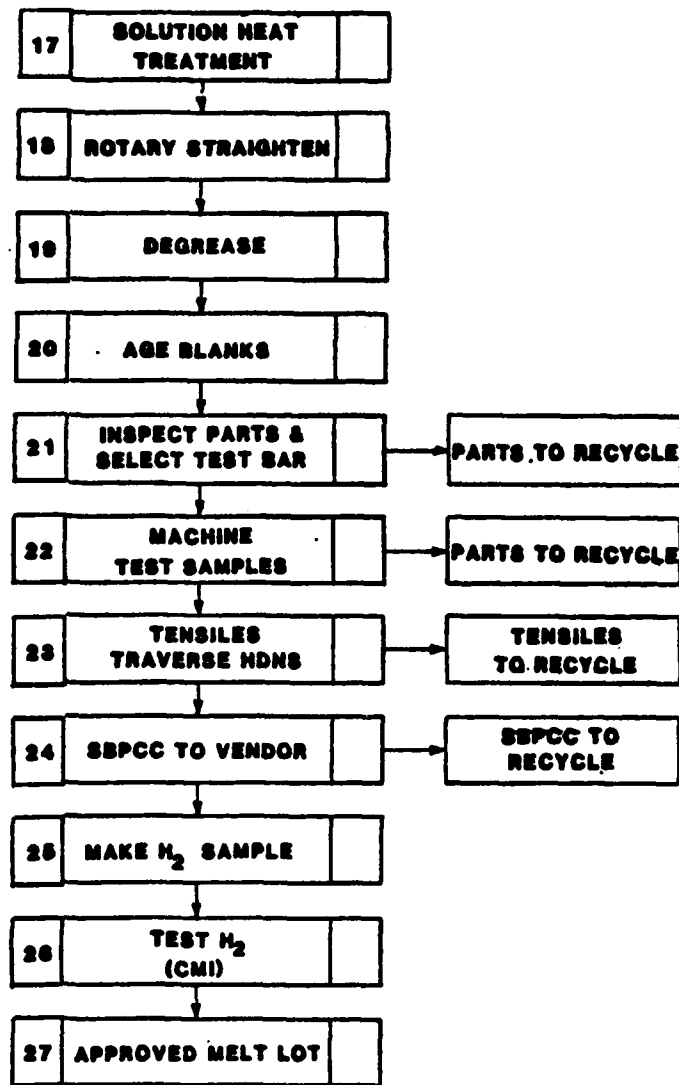 17
SOLUTION HEAT
TREATMENT
18
ROTARY STRAIGHTEN
19
DEGREASE
20
AGE BLANKS
21
INSPECT PARTS &
SELECT TEST BAR
PARTS TO RECYCLE
22
MACHINE
TEST SAMPLES
PARTS TO RECYCLE
23
TENSILES
TRAVERSE HDNS
TENSILES
TO RECYCLE
24
SBPCC TO VENDOR
SBPCC TO
RECYCLE
25
MAKE H₂ SAMPLE
26
TEST H₂
(CMI)
27
APPROVED MELT LOT